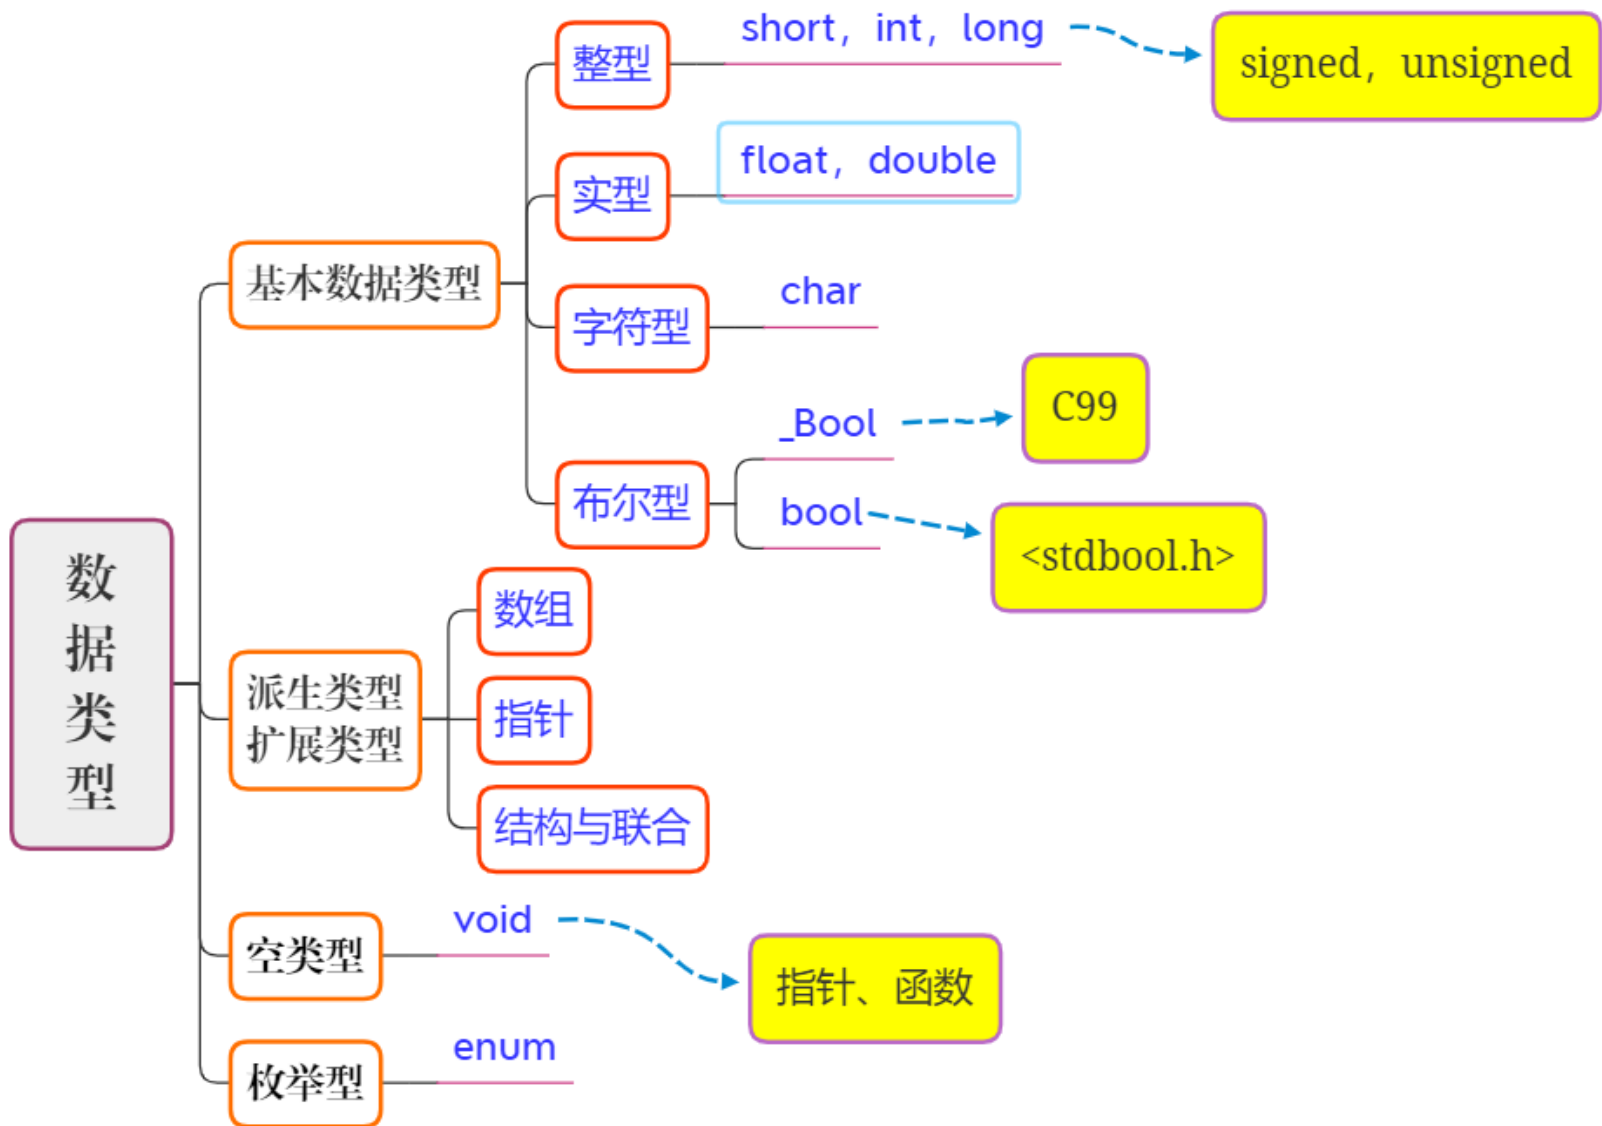 数
据
类
型
基本数据类型
整型
short，int，long
signed，unsigned
实型
float，double
字符型
char
布尔型
_Bool
C99
bool
<stdbool.h>
派生类型
扩展类型
数组
指针
结构与联合
空类型
void
指针、函数
枚举型
enum